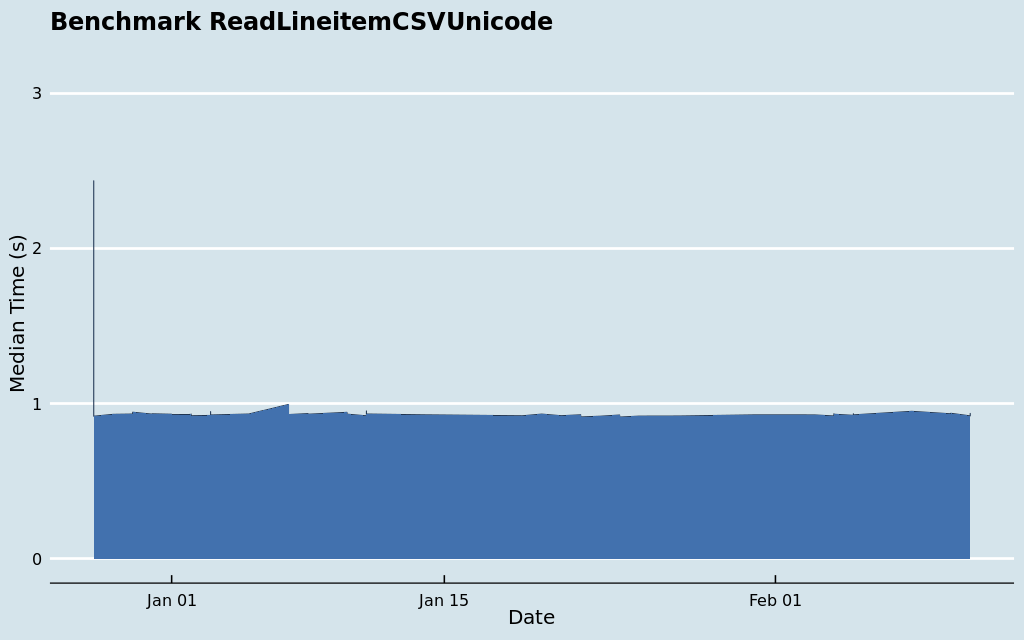 Benchmark ReadLineitemCSVUnicode
3
2
1
0
Median Time (s)
Jan 01
Jan 15
Feb 01
Date